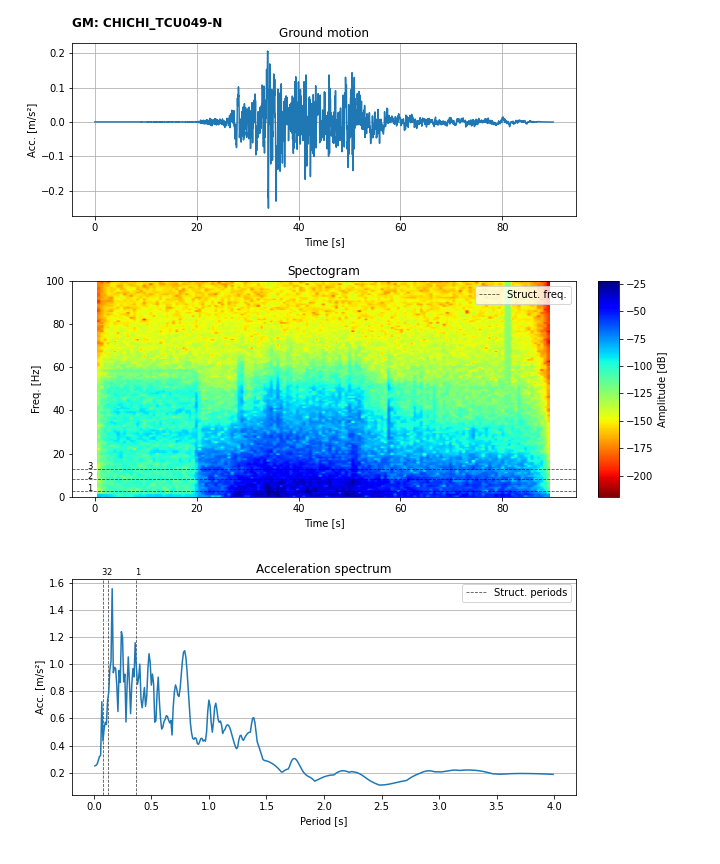 GM: CHICHI_TCU049-N
Ground motion
0.2
0.1
0.0
−0.1
−0.2
Acc. [m/s²]
0 20 40 60 80
Time [s]
Spectogram
100
80
60
40
20
0
Freq. [Hz]
Struct. freq.
3
2
1
0 20 40 60 80
Time [s]
−25
−50
−75
−100
−125
−150
−175
−200
Amplitude [dB]
Acceleration spectrum
3 2 1
1.6
1.4
1.2
1.0
0.8
0.6
0.4
0.2
Acc. [m/s²]
Struct. periods
0.0 0.5 1.0 1.5 2.0 2.5 3.0 3.5 4.0
Period [s]